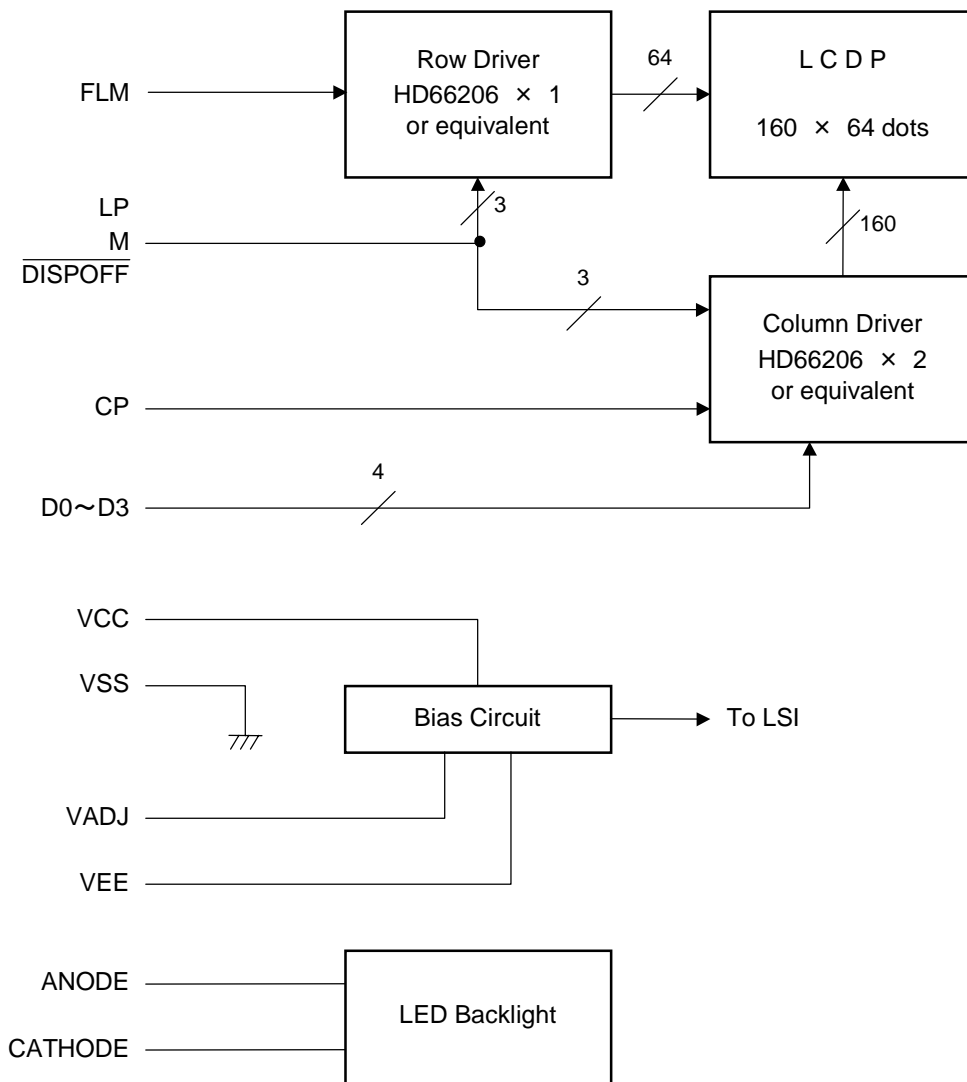 Row Driver
HD66206 × 1
or equivalent
64
L C D P
160 × 64 dots
FLM
LP
M
DISPOFF
3
160
3
Column Driver
HD66206 × 2
or equivalent
CP
4
D0～D3
VCC
VSS
Bias Circuit
To LSI
VADJ
VEE
ANODE
LED Backlight
CATHODE